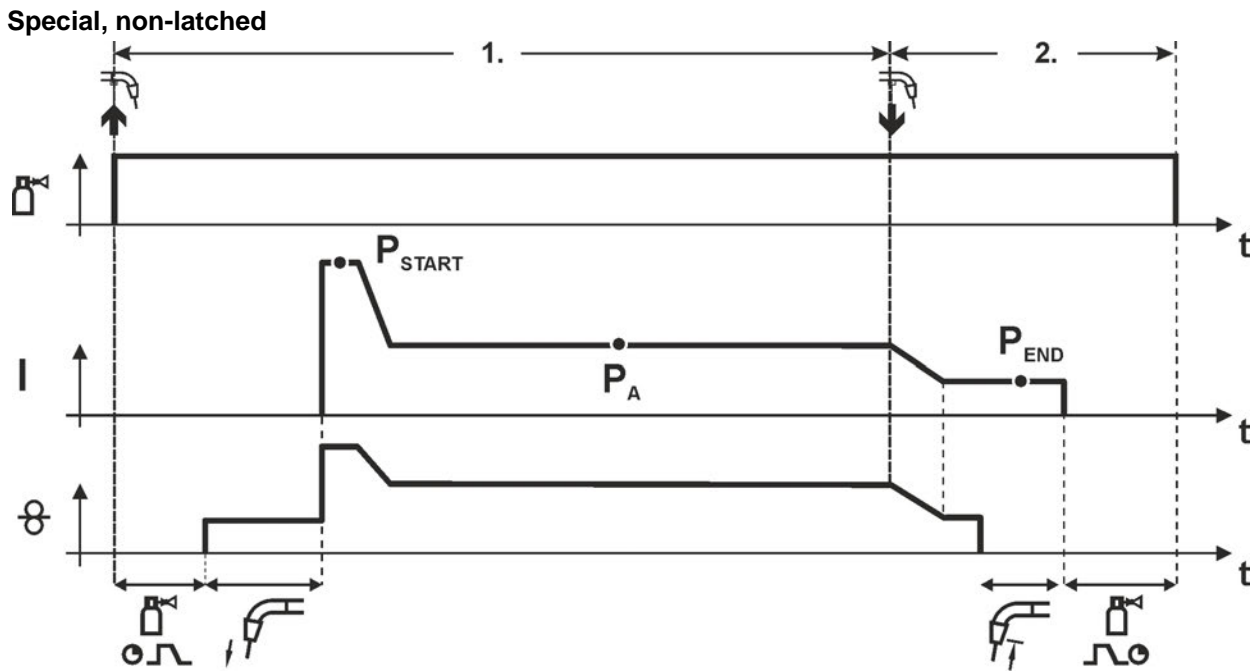 Special, non-latched
1.
2.
t
P START
P A
P END
I
t
t